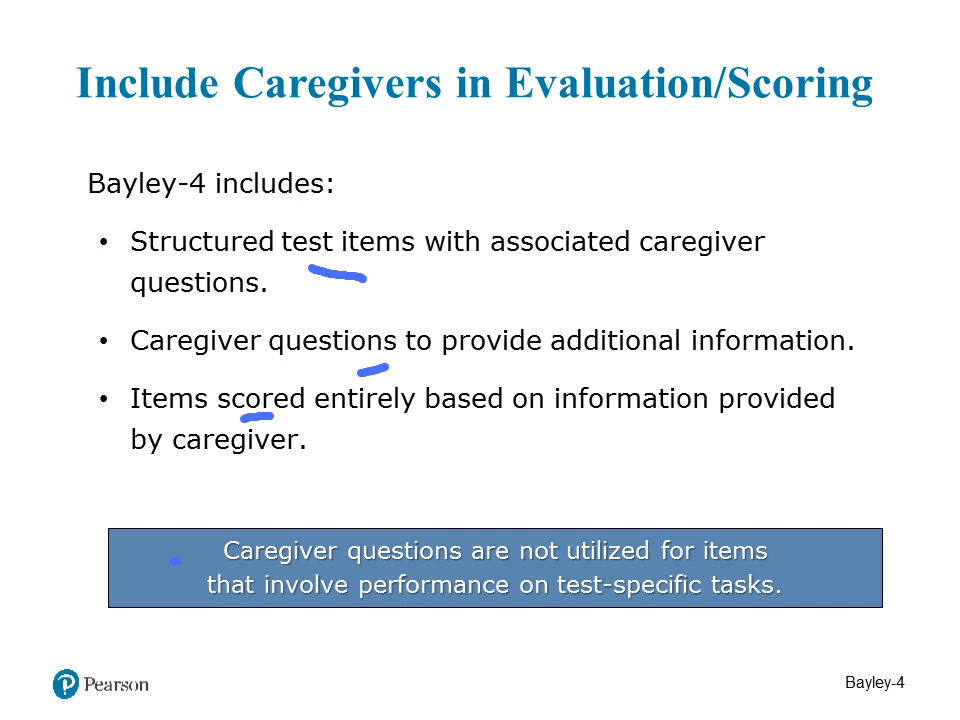 Include Caregivers in Evaluation/Scoring
Bayley-4 includes:
• Structured test items with associated caregiver
questions.
• Caregiver questions to provide additional information.
• Items scored entirely based on information provided
by caregiver.
Caregiver questions are not utilized for items
that involve performance on test-specific tasks.
P Pearson
Bayley-4